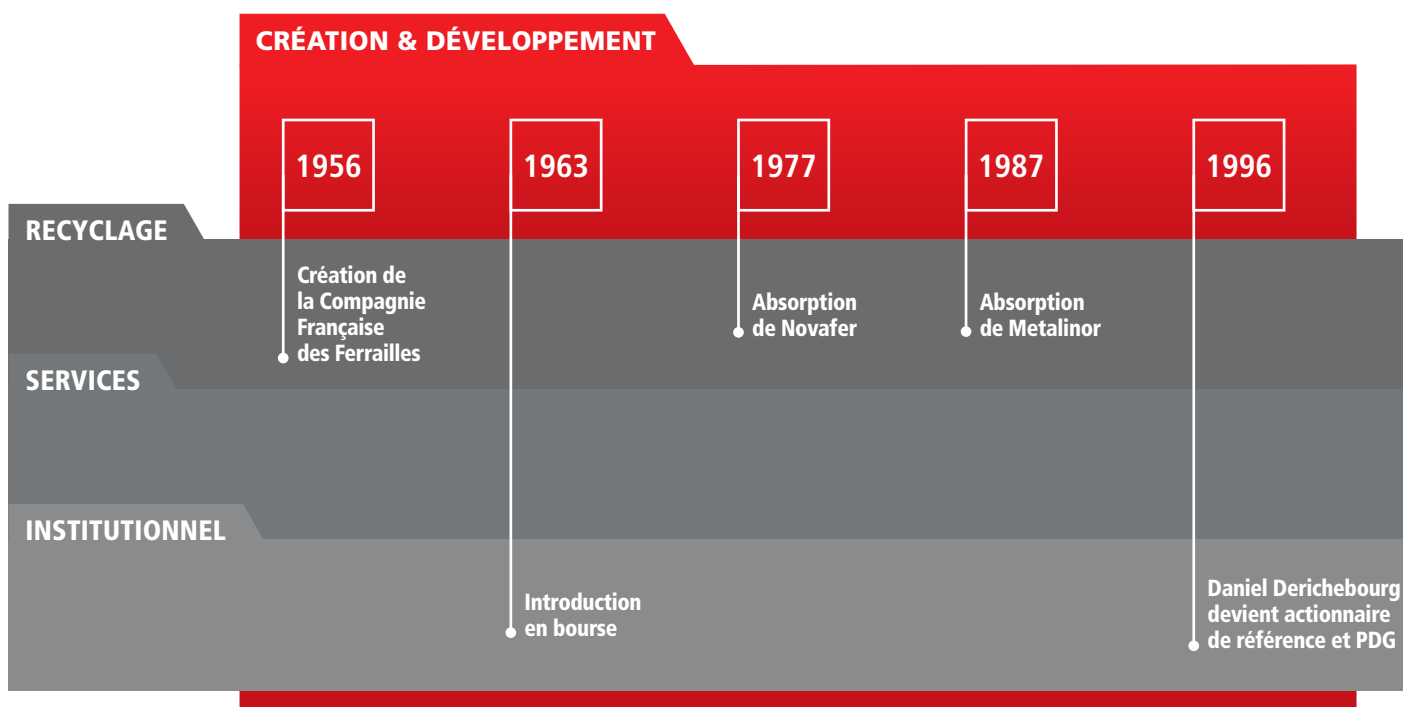 CRÉATION & DÉVELOPPEMENT
1956
1963
1977
1987
1996
RECYCLAGE
Création de
la Compagnie
Française
des Ferrailles
Absorption
de Novafer
Absorption
de Metalinor
SERVICES
INSTITUTIONNEL
Introduction
en bourse
Daniel Derichebourg
devient actionnaire
de référence et PDG